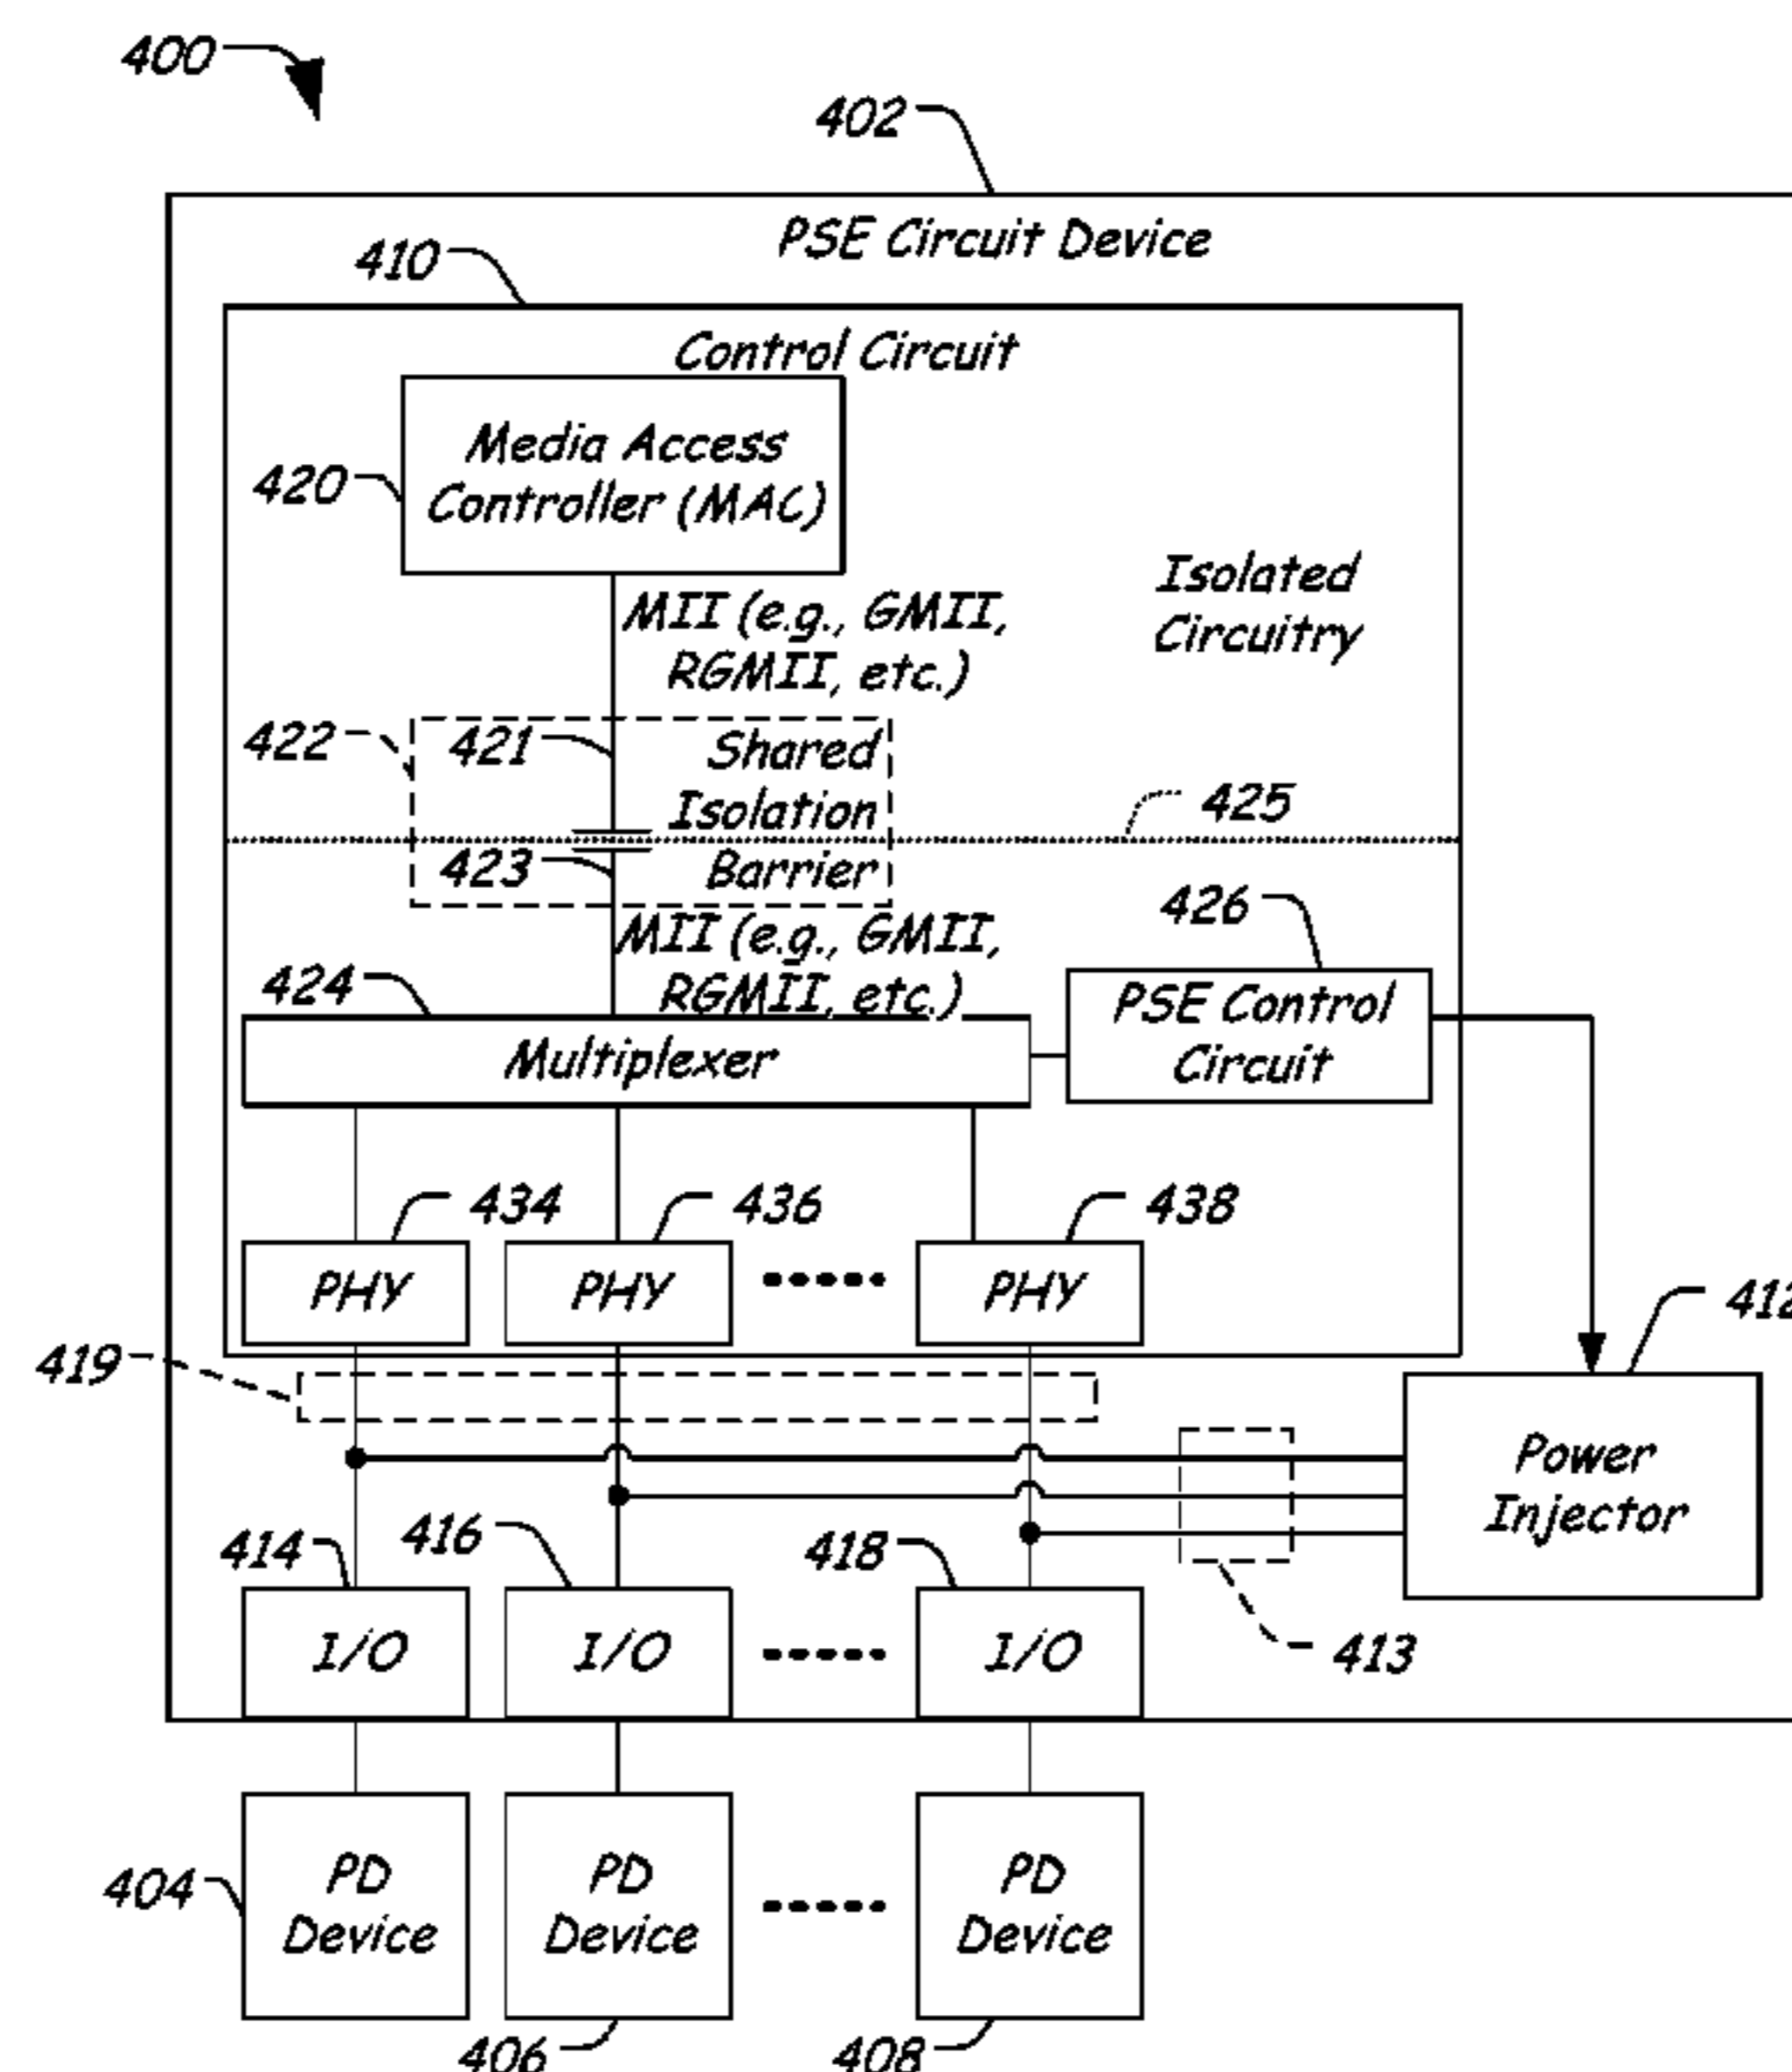 400
402
PSE Circuit Device
410
Control Circuit
Media Access
Controller (MAC)
420
Isolated
Circuitry
MII (e.g., GMII,
RGMII, etc.)
422
421
Shared
Isolation
Barrier
425
423
MII (e.g., GMII,
RGMII, etc.)
426
424
PSE Control
Circuit
Multiplexer
434
436
438
PHY
PHY
PHY
412
419
Power
Injector
414
416
418
I/O
I/O
I/O
413
PD
Device
PD
Device
PD
Device
404
406
408